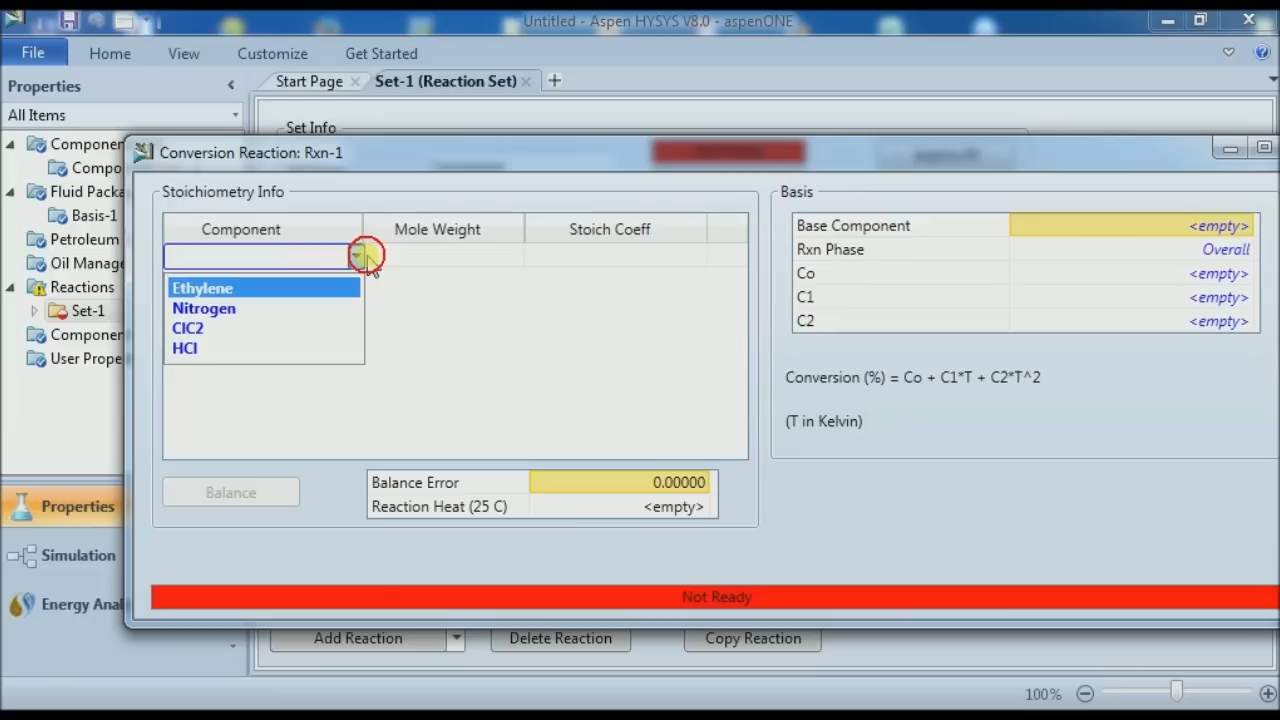 Untitled - Aspen HYSYS V8.0 - aspenONE
File Home View Customize Get Started
Properties
Start Page Set-1 (Reaction Set)
All Items
Set Info
Componen
Compo
Fluid Packa
Basis-1
Petroleum
Oil Manage
Reactions
Set-1
Componen
User Prope
Conversion Reaction: Rxn-1
Stoichiometry Info
Component Mole Weight Stoich Coeff
Ethylene
Nitrogen
ClC2
HCl
Balance
Balance Error 0.00000
Reaction Heat (25 C) <empty>
Basis
Base Component <empty>
Rxn Phase Overall
Co <empty>
C1 <empty>
C2 <empty>
Conversion (%) = Co + C1*T + C2*T^2
(T in Kelvin)
Not Ready
Properties
Simulation
Energy Anal
Add Reaction Delete Reaction Copy Reaction
100%